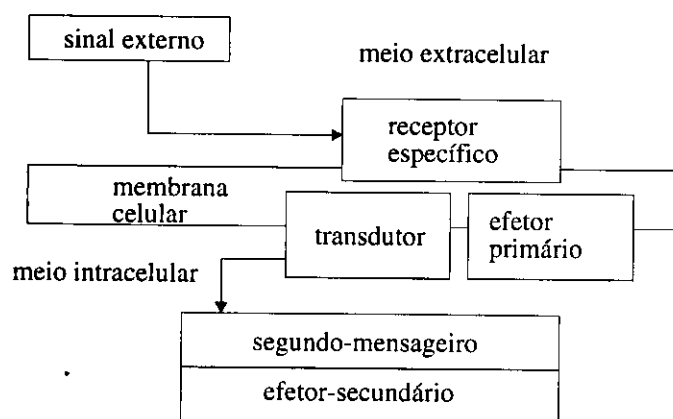 sinal externo
meio extracelular
receptor
específico
membrana
celular
transdutor
efetor
primário
meio intracelular
segundo-mensageiro
efetor-secundário